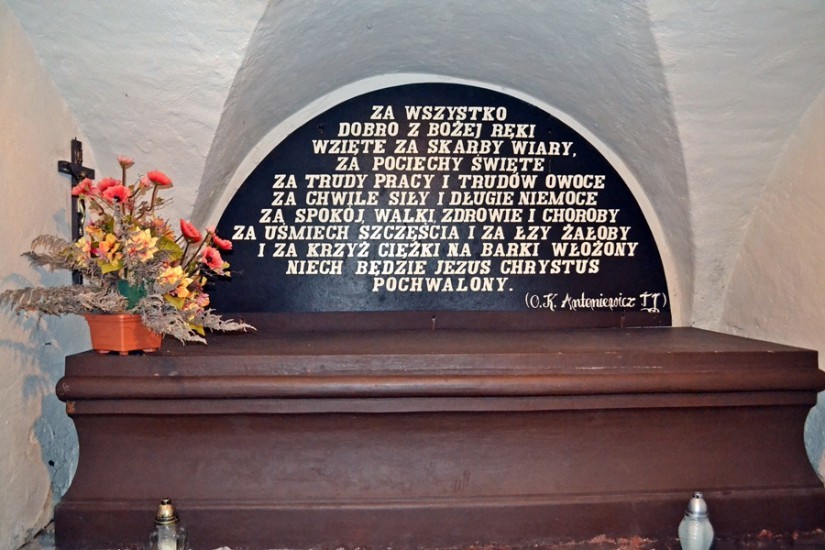 ZA WSZYSTKO
DOBRO Z BOŻEJ RĘKI
WZIĘTE ZA SKARBY WIARY,
ZA POCIECHY ŚWIĘTE
ZA TRUDY PRACY I TRUDÓW OWOCE
ZA CHWILE SIŁY I DŁUGIE NIEMOCE
ZA SPOKÓJ, WALKI, ZDROWIE I CHOROBY
ZA UŚMIECH SZCZĘŚCIA I ZA ŁZY ŻAŁOBY
I ZA KRZYŻ CIĘŻKI NA BARKI WŁOŻONY
NIECH BĘDZIE JEZUS CHRYSTUS
POCHWALONY.
(O.K. Antoniewicz TJ)